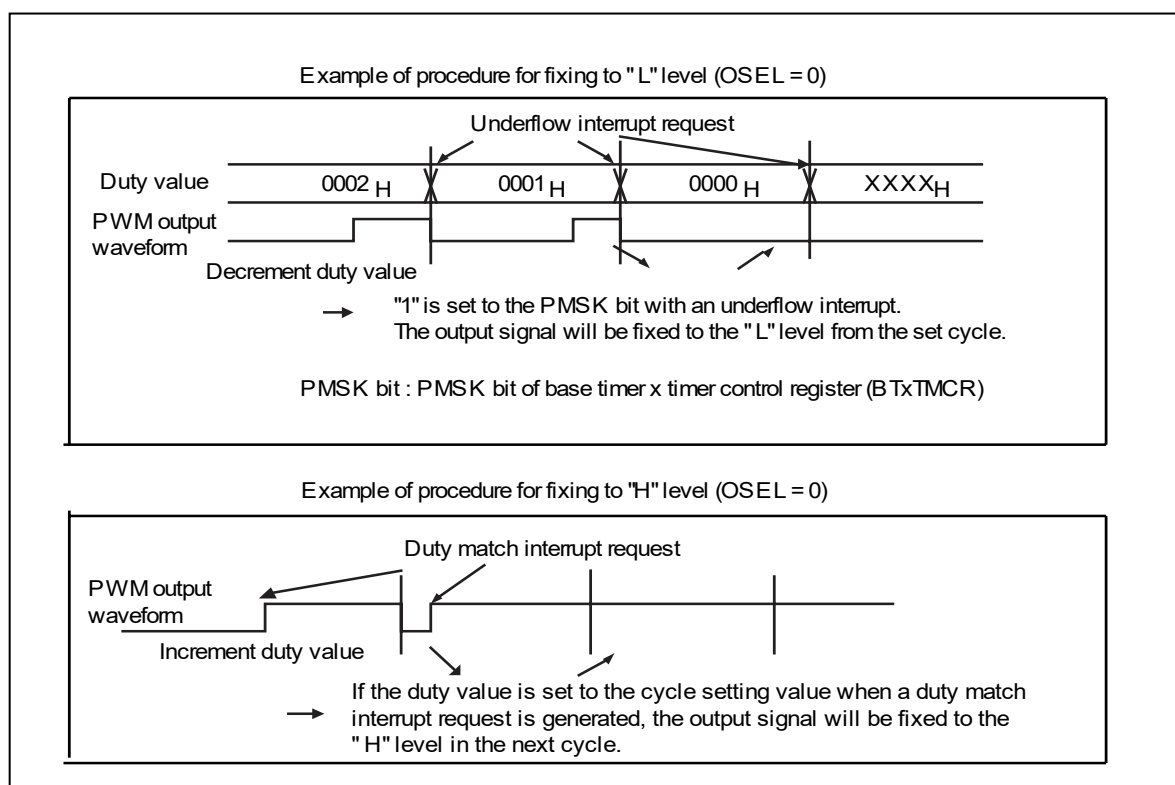 Example of procedure for fixing to "L" level (OSEL = 0)
Underflow interrupt request
Duty value 0002 H 0001 H 0000 H XXXXH
PWM output
waveform
Decrement duty value
"1" is set to the PMSK bit with an underflow interrupt.
The output signal will be fixed to the "L" level from the set cycle.
PMSK bit : PMSK bit of base timer x timer control register (BTxTMCR)
Example of procedure for fixing to "H" level (OSEL = 0)
Duty match interrupt request
PWM output
waveform
Increment duty value
If the duty value is set to the cycle setting value when a duty match
interrupt request is generated, the output signal will be fixed to the
"H" level in the next cycle.